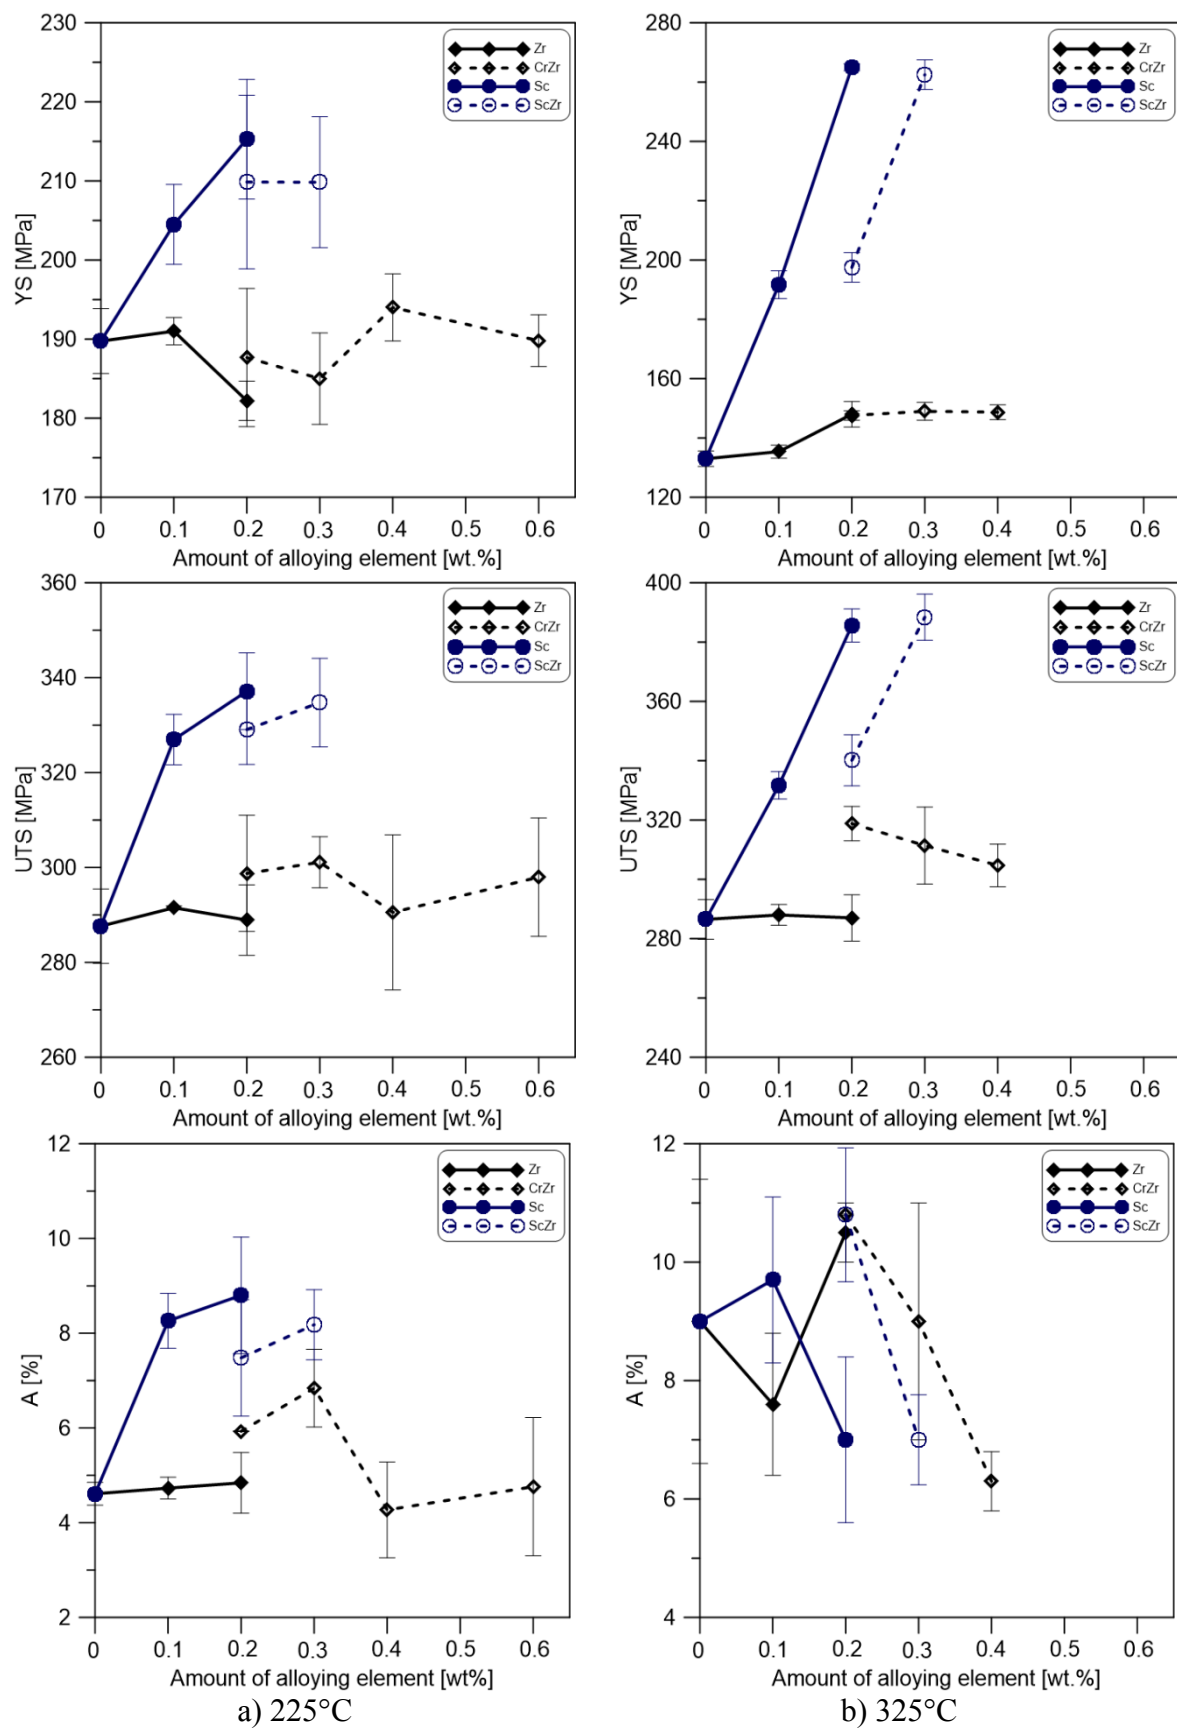 230
220
210
200
190
180
170
YS [MPa]
Zr
CrZr
Sc
ScZr
0 0.1 0.2 0.3 0.4 0.5 0.6
Amount of alloying element [wt.%]
280
240
200
160
120
YS [MPa]
Zr
CrZr
Sc
ScZr
0 0.1 0.2 0.3 0.4 0.5 0.6
Amount of alloying element [wt.%]
360
340
320
300
280
260
UTS [MPa]
Zr
CrZr
Sc
ScZr
0 0.1 0.2 0.3 0.4 0.5 0.6
Amount of alloying element [wt.%]
400
360
320
280
240
UTS [MPa]
Zr
CrZr
Sc
ScZr
0 0.1 0.2 0.3 0.4 0.5 0.6
Amount of alloying element [wt.%]
12
10
8
6
4
2
A [%]
Zr
CrZr
Sc
ScZr
0 0.1 0.2 0.3 0.4 0.5 0.6
Amount of alloying element [wt%]
a) 225°C
12
10
8
6
4
A [%]
Zr
CrZr
Sc
ScZr
0 0.1 0.2 0.3 0.4 0.5 0.6
Amount of alloying element [wt.%]
b) 325°C